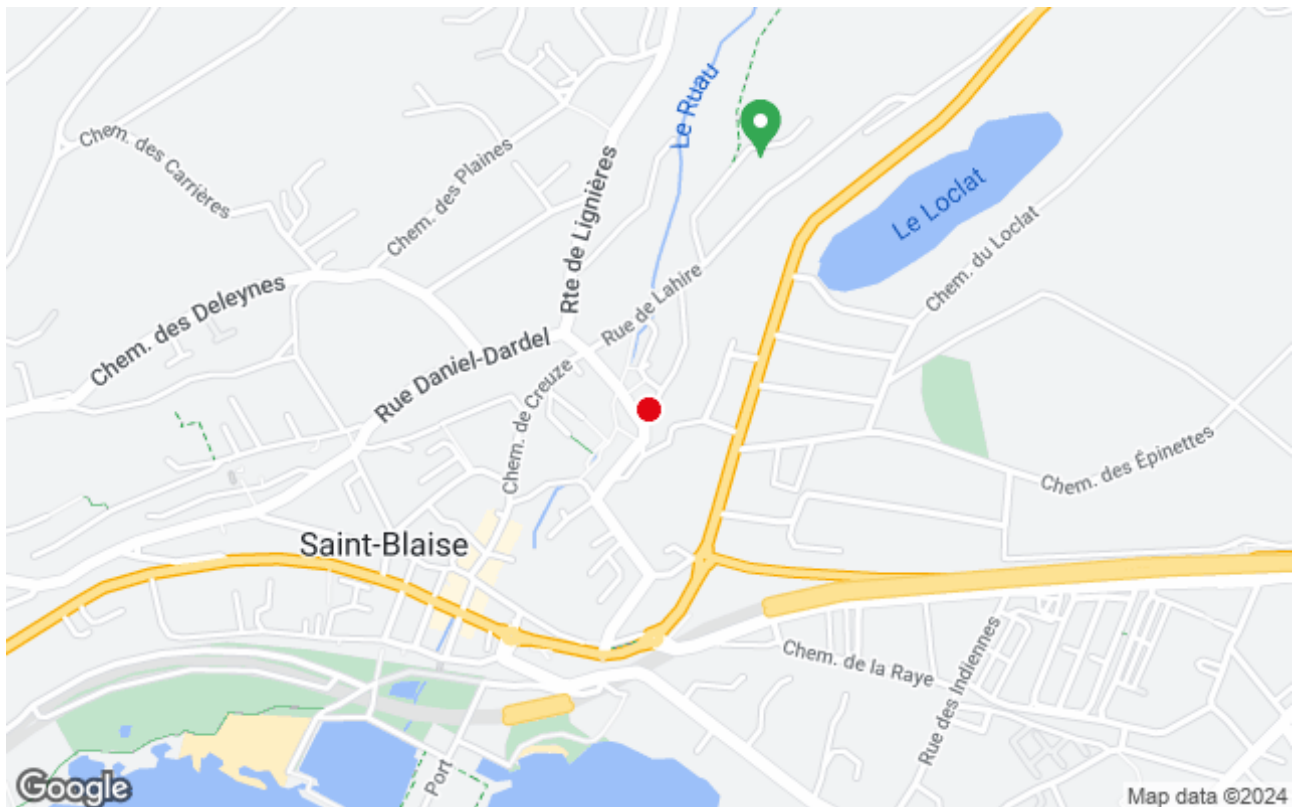 Le Ruau
Chem. des Carrières
Chem. des Plaines
Rte de Lignières
Le Loclat
Chem. du Loclat
Rue de Lahire
Chem. des Deleynes
Rue Daniel-Dardel
Chem. de Creuze
Chem. des Épinettes
Saint-Blaise
Chem. de la Raye
Rue des Indiennes
Port
Google
Map data ©2024